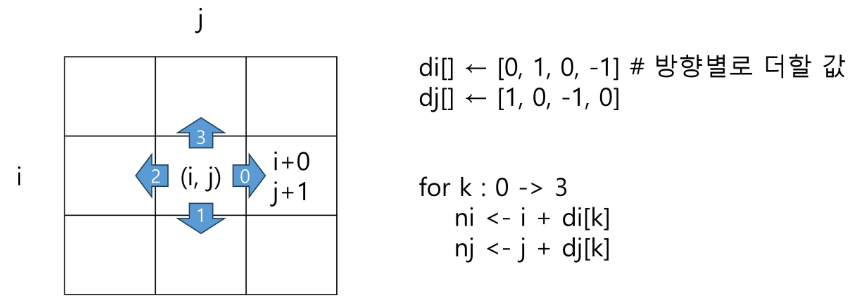 j
di[] ← [0, 1, 0, -1] # 방향별로 더할 값
dj[] ← [1, 0, -1, 0]
3
i
2
(i, j)
0
i+0
j+1
1
for k : 0 -> 3
ni <- i + di[k]
nj <- j + dj[k]